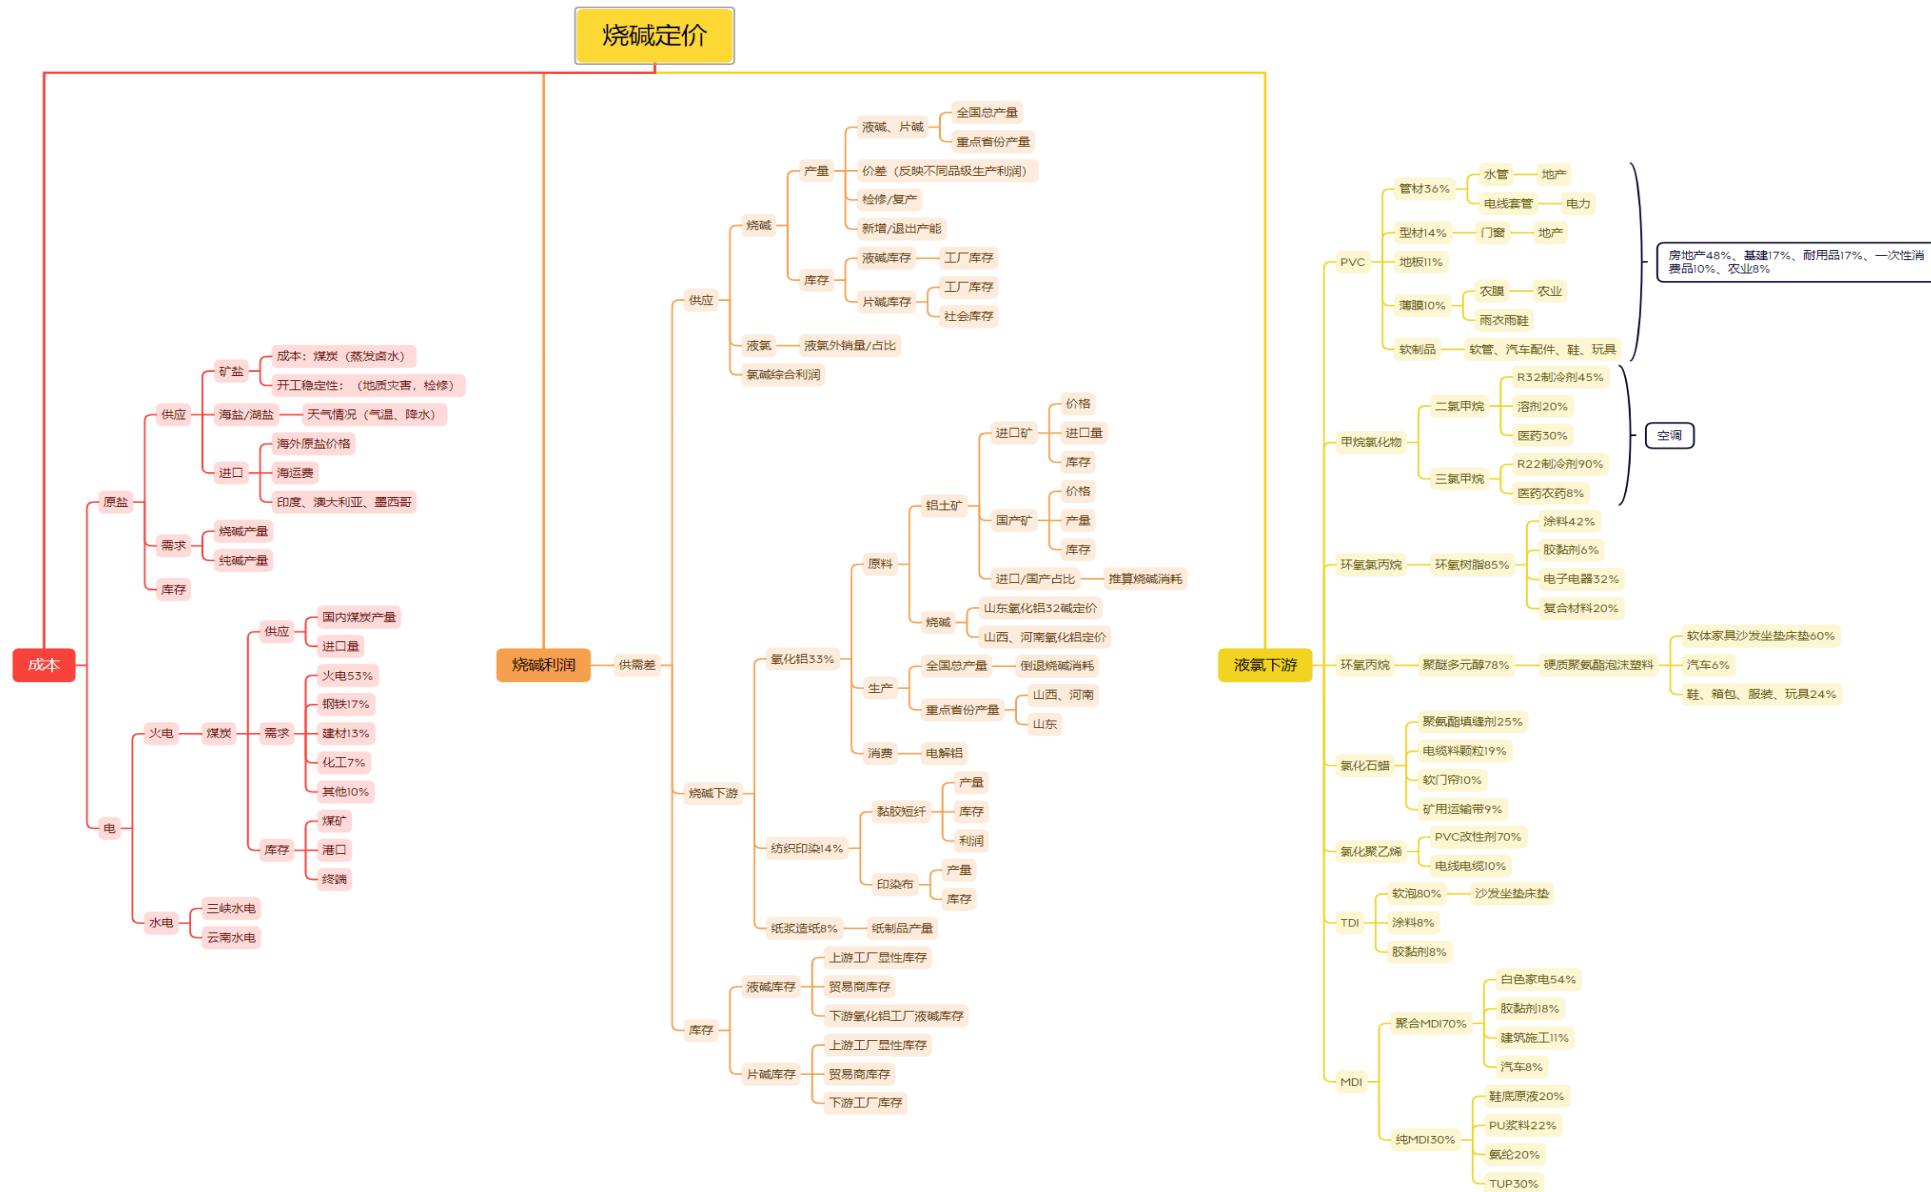 烧碱定价
成本
原盐
供应
矿盐
成本：煤炭（蒸发卤水）
开工稳定性：（地质灾害，检修）
海盐/湖盐
天气情况（气温、降水）
进口
海外原盐价格
海运费
印度、澳大利亚、墨西哥
需求
烧碱产量
纯碱产量
库存
电
火电
煤炭
供应
国内煤炭产量
进口量
需求
火电53%
钢铁17%
建材13%
化工7%
其他10%
库存
煤矿
港口
终端
水电
三峡水电
云南水电
烧碱利润
供需差
供应
烧碱
产量
液碱、片碱
全国总产量
重点省份产量
价差（反映不同品级生产利润）
检修/复产
新增/退出产能
库存
液碱库存
工厂库存
片碱库存
工厂库存
社会库存
液氯
液氯外销量/占比
氯碱综合利润
烧碱下游
氧化铝33%
原料
铝土矿
进口矿
价格
进口量
库存
国产矿
价格
产量
库存
进口/国产占比
推算烧碱消耗
烧碱
山东氧化铝32碱定价
山西、河南氧化铝定价
生产
全国总产量
倒退烧碱消耗
重点省份产量
山西、河南
山东
消费
电解铝
纺织印染14%
黏胶短纤
产量
库存
利润
印染布
产量
库存
纸浆造纸8%
纸制品产量
库存
液碱库存
上游工厂显性库存
贸易商库存
下游氧化铝工厂液碱库存
片碱库存
上游工厂显性库存
贸易商库存
下游工厂库存
液氯下游
PVC
管材36%
水管
地产
电线套管
电力
型材14%
门窗
地产
地板11%
薄膜10%
农膜
农业
雨衣雨鞋
软制品
软管、汽车配件、鞋、玩具
房地产48%、基建17%、耐用品17%、一次性消
费品10%、农业8%
甲烷氯化物
二氯甲烷
R32制冷剂45%
溶剂20%
医药30%
三氯甲烷
R22制冷剂90%
医药农药8%
空调
环氧氯丙烷
环氧树脂85%
涂料42%
胶黏剂6%
电子电器32%
复合材料20%
环氧丙烷
聚醚多元醇78%
硬质聚氨酯泡沫塑料
软体家具沙发坐垫床垫60%
汽车6%
鞋、箱包、服装、玩具24%
氯化石蜡
聚氨酯填缝剂25%
电缆料颗粒19%
软门帘10%
矿用运输带9%
氯化聚乙烯
PVC改性剂70%
电线电缆10%
TDI
软泡80%
沙发坐垫床垫
涂料8%
胶黏剂8%
MDI
聚合MDI70%
白色家电54%
胶黏剂18%
建筑施工11%
汽车8%
纯MDI30%
鞋底原液20%
PU浆料22%
氨纶20%
TUP30%